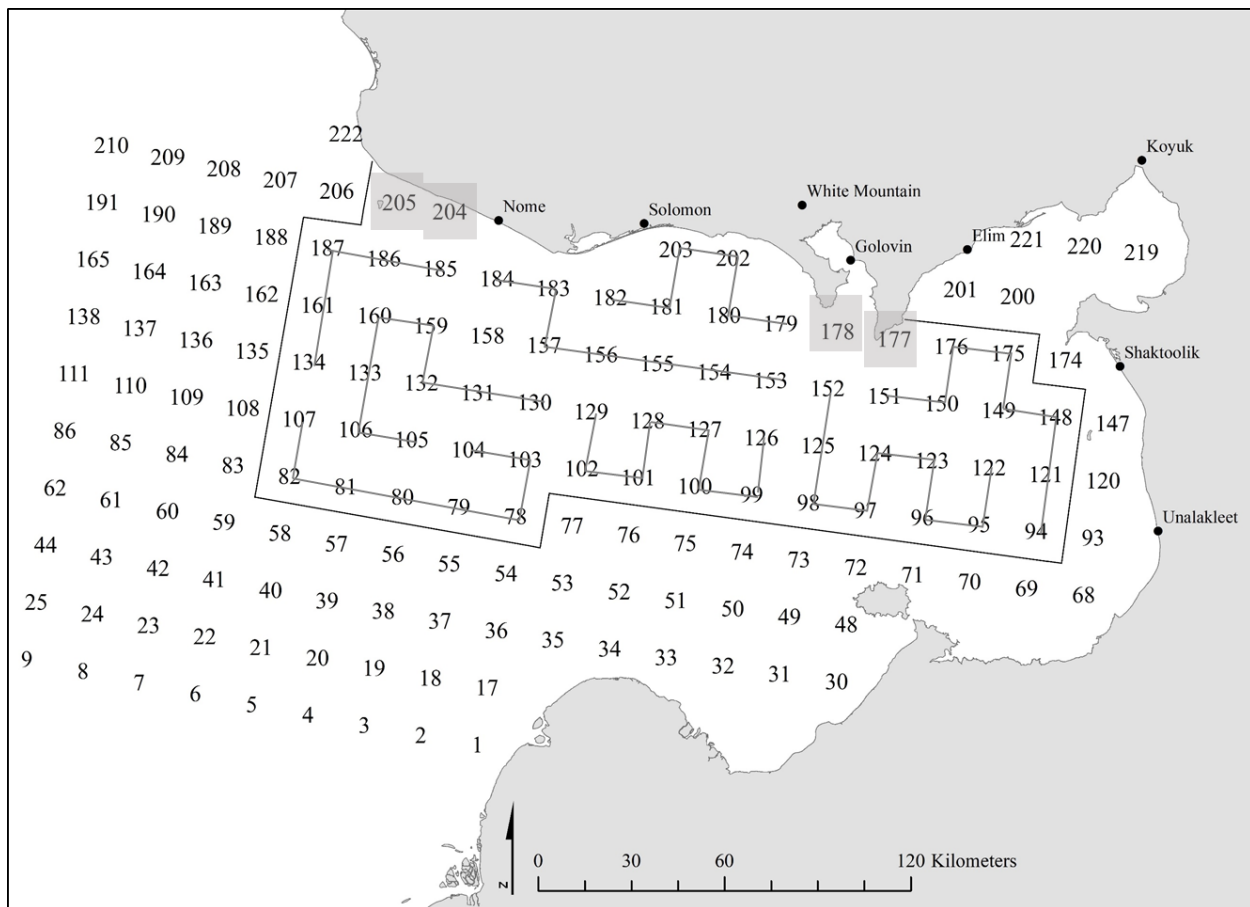 Koyuk
222
210 209 208 207 206
White Mountain
191 190 189 188
205 204 Nome
Solomon
Golovin
Elim
221 220 219
187 186 185 184 183
203 202
201 200
165 164 163 162 161 160 159 158 157
182 181 180 179 178 177 176 175 174
Shaktoolik
138 137 136 135 134 133 132 131 130
156 155 154 153 152 151 150 149 148 147
111 110 109 108 107 106 105 104 103
129 128 127 126 125 124 123 122 121 120
86 85 84 83 82 81 80 79 78
102 101 100 99 98 97 96 95 94 93
Unalakleet
62 61 60 59 58 57 56 55 54
77 76 75 74 73 72 71 70 69 68
44 43 42 41 40 39 38 37 36
53 52 51 50 49 48
25 24 23 22 21 20 19 18 17
35 34 33 32 31 30
9 8 7 6 5 4 3 2 1
N
0 30 60 120 Kilometers